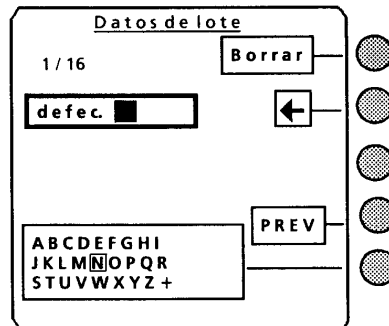 Datos de lote
1/16
Borrar
defec.
←
PREV
ABCDEFGHI
JKLMNOPQR
STUVWXYZ+